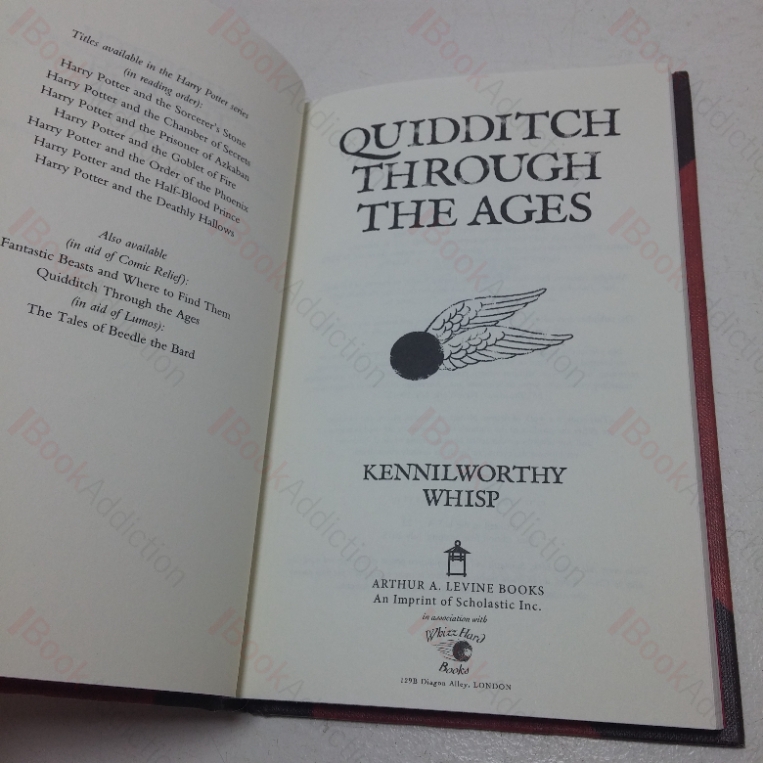 Titles available in the Harry Potter series
(in reading order):
Harry Potter and the Sorcerer's Stone
Harry Potter and the Chamber of Secrets
Harry Potter and the Prisoner of Azkaban
Harry Potter and the Goblet of Fire
Harry Potter and the Order of the Phoenix
Harry Potter and the Half-Blood Prince
Harry Potter and the Deathly Hallows
Also available
(in aid of Comic Relief):
Fantastic Beasts and Where to Find Them
Quidditch Through the Ages
(in aid of Lumos):
The Tales of Beedle the Bard
QUIDDITCH
THROUGH
THE AGES
KENNILWORTHY
WHISP
ARTHUR A. LEVINE BOOKS
An Imprint of Scholastic Inc.
in association with
Whizz Hard
Books
129B Diagon Alley, LONDON
BookAddiction